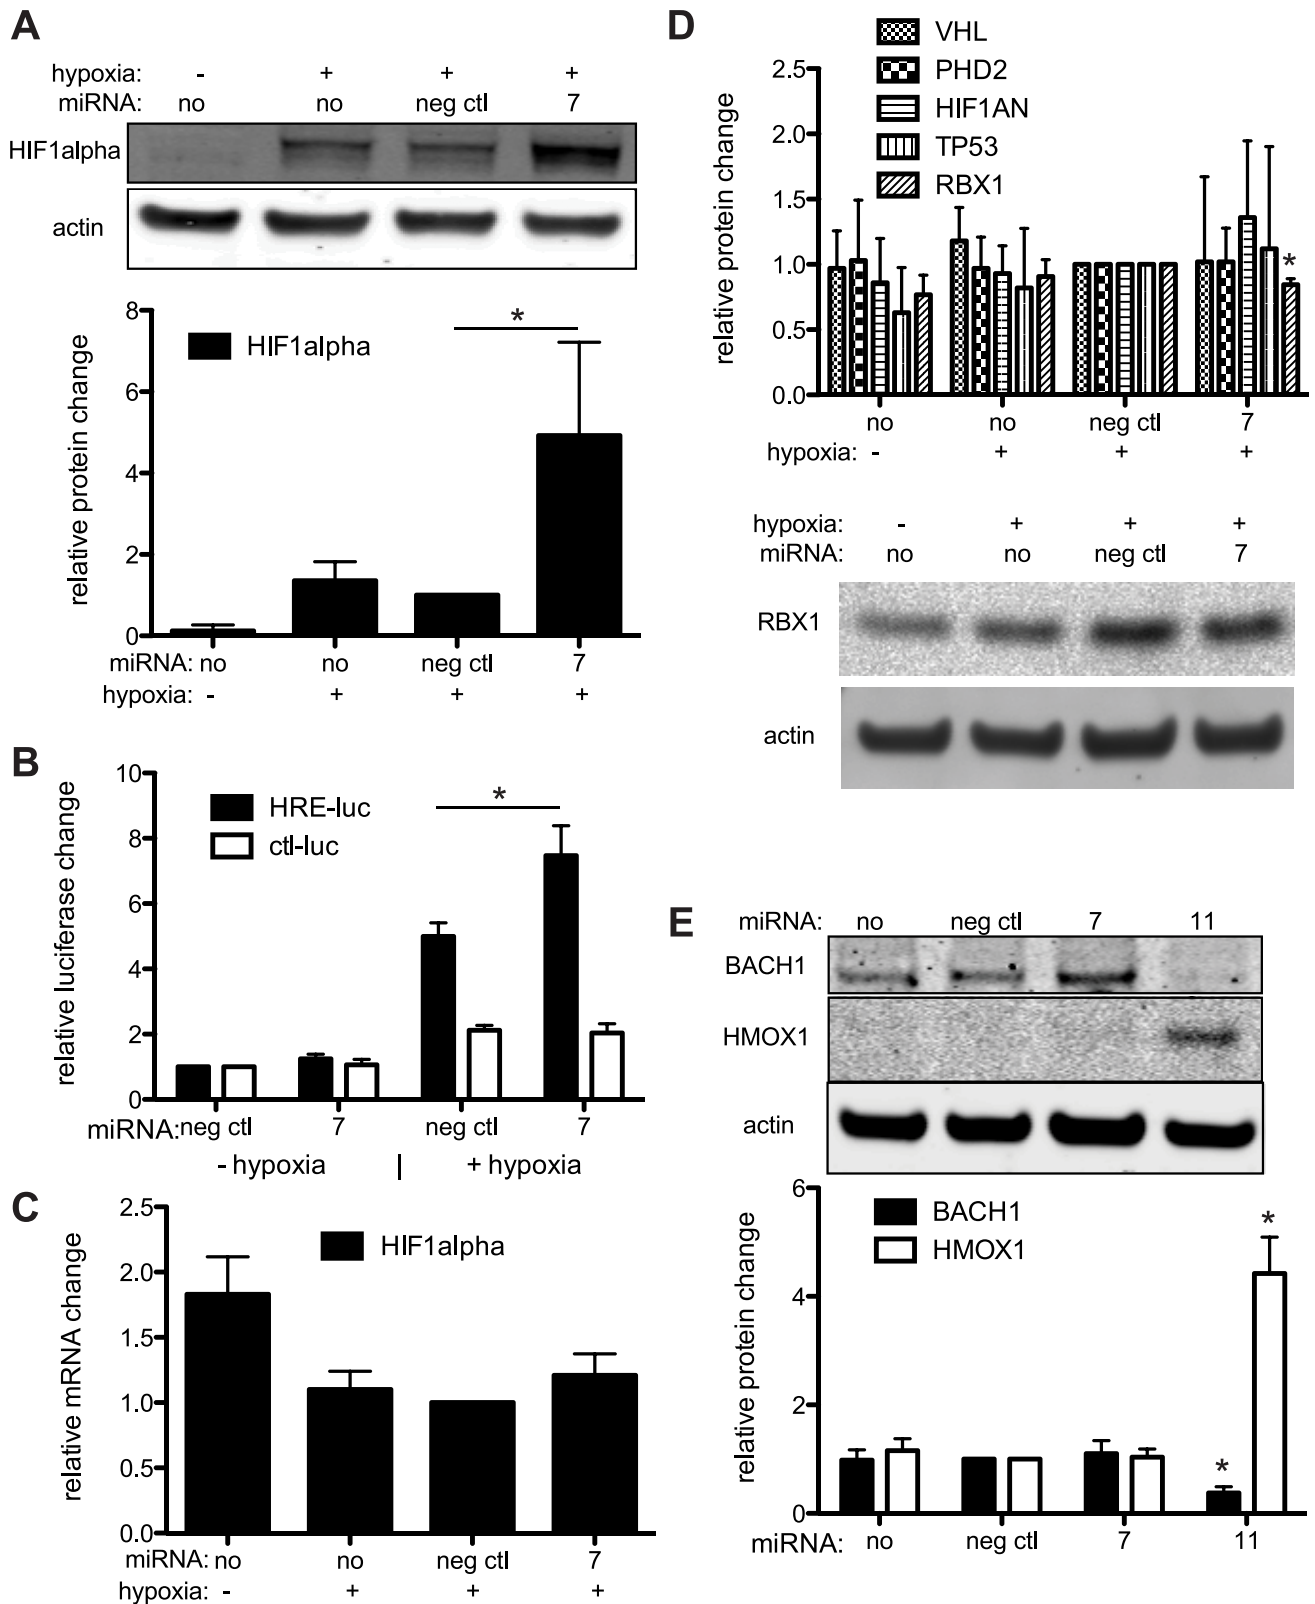 A
hypoxia: - + + +
miRNA: no no neg ctl 7
HIF1alpha
actin
8
6
4
2
0
relative protein change
HIF1alpha
*
miRNA: no no neg ctl 7
hypoxia: - + + +
B
10
8
6
4
2
0
relative luciferase change
HRE-luc
ctl-luc
*
miRNA: neg ctl 7 neg ctl 7
- hypoxia | + hypoxia
C
2.5
2.0
1.5
1.0
0.5
0.0
relative mRNA change
HIF1alpha
miRNA: no no neg ctl 7
hypoxia: - + + +
D
VHL
PHD2
HIF1AN
TP53
RBX1
2.5
2.0
1.5
1.0
0.5
0.0
relative protein change
*
no no neg ctl 7
hypoxia: - + + +
hypoxia: - + + +
miRNA: no no neg ctl 7
RBX1
actin
E
miRNA: no neg ctl 7 11
BACH1
HMOX1
actin
6
4
2
0
relative protein change
BACH1
HMOX1
*
*
miRNA: no neg ctl 7 11